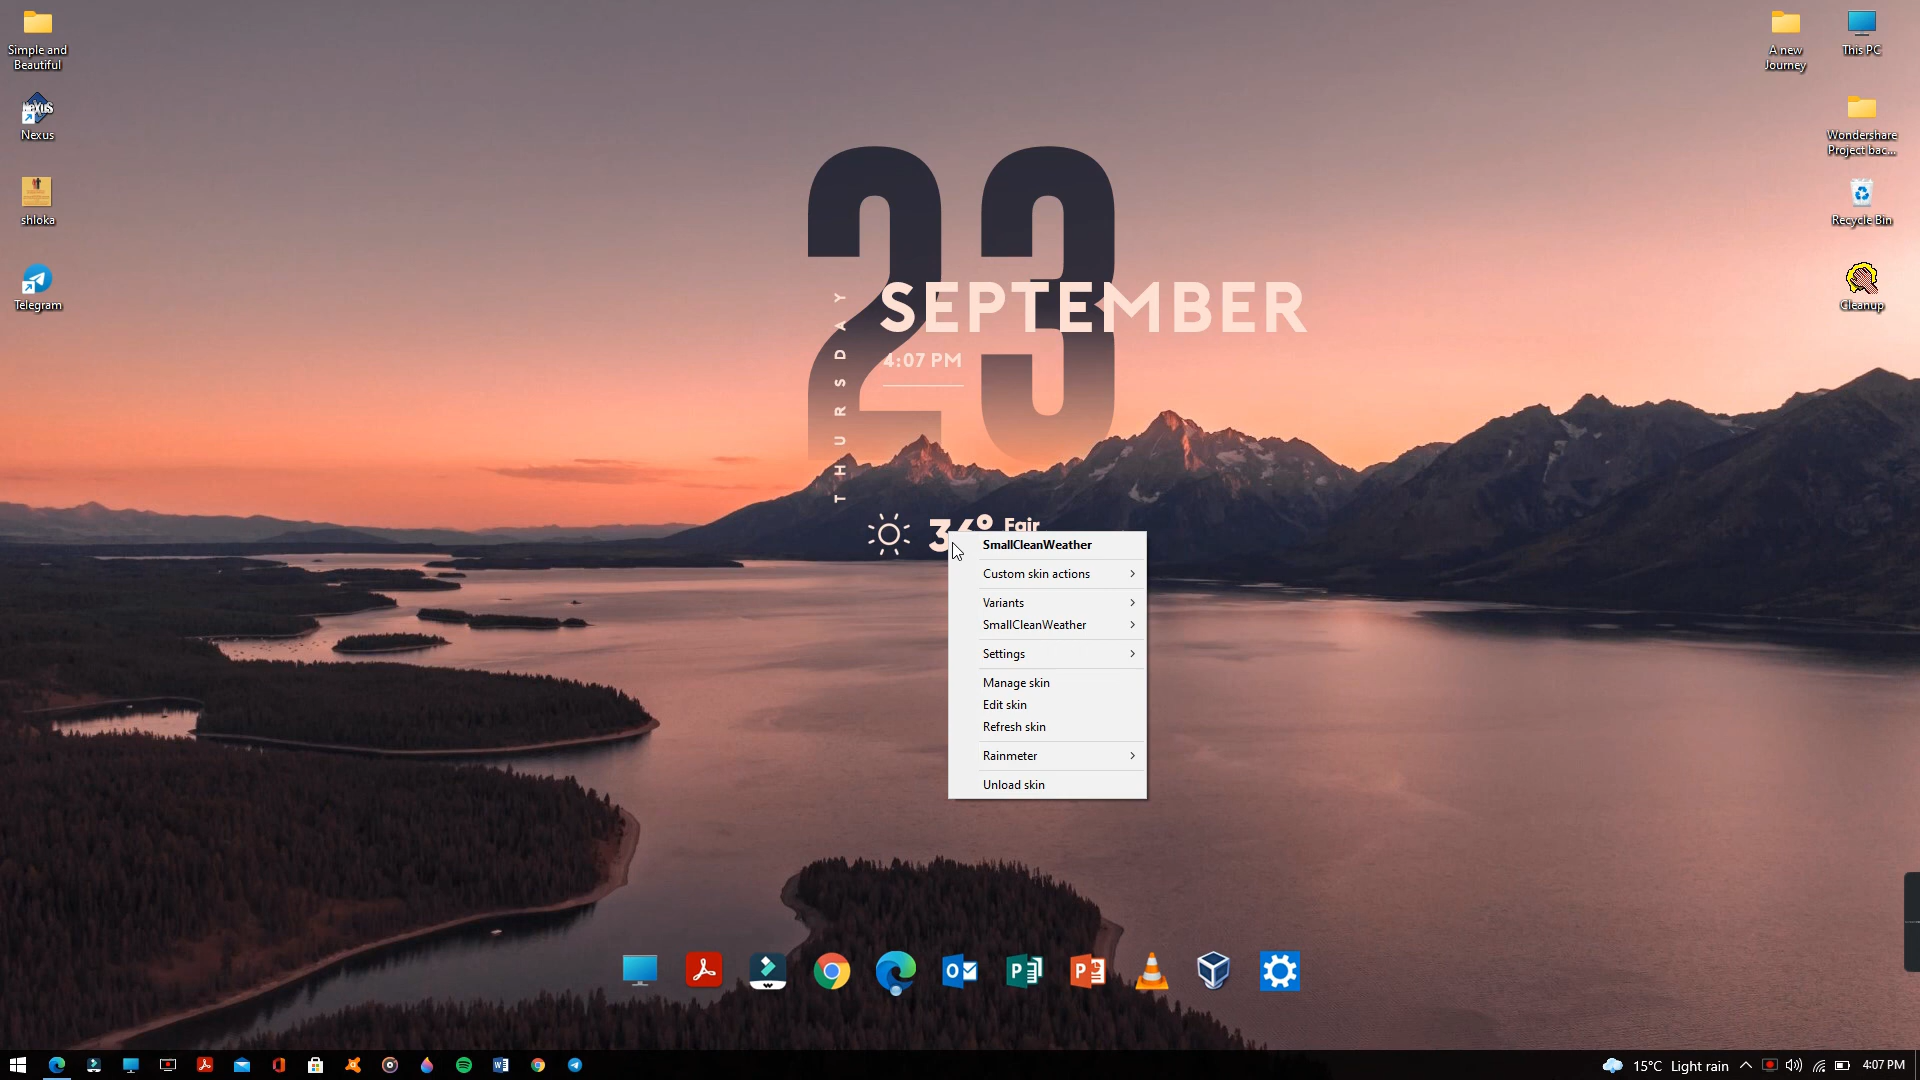 Simple and
Beautiful
Nexus
shloka
Telegram
A new
Journey
This PC
Wondershare
Project bac...
Recycle Bin
Cleanup
23
SEPTEMBER
THURSDAY
4:07 PM
36° Fair
SmallCleanWeather
Custom skin actions
Variants
SmallCleanWeather
Settings
Manage skin
Edit skin
Refresh skin
Rainmeter
Unload skin
15°C Light rain
4:07 PM